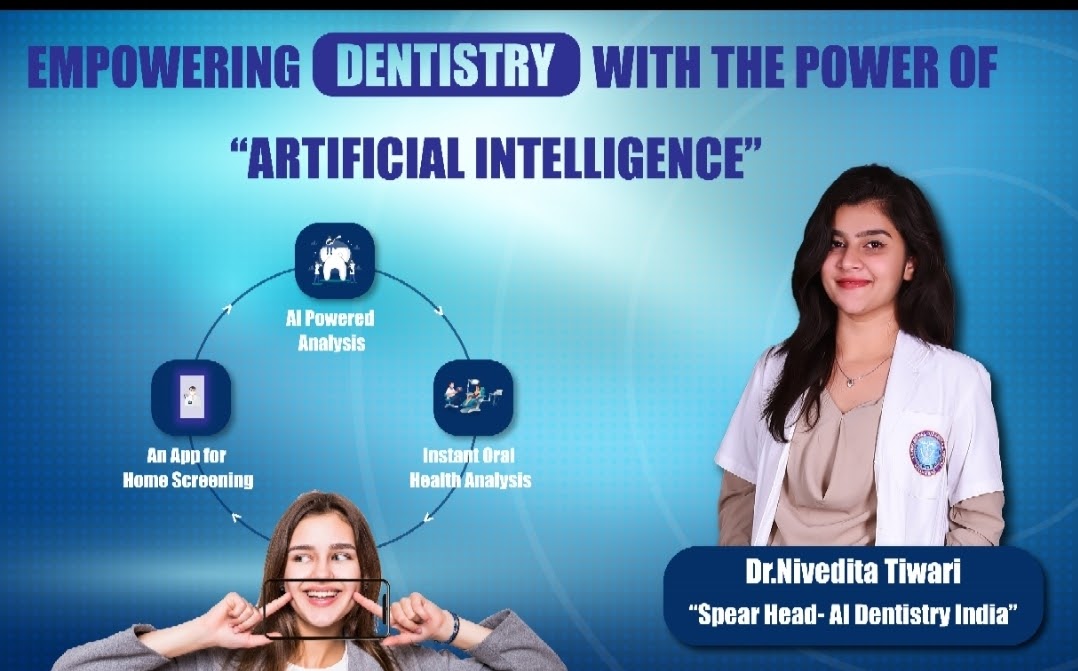 EMPOWERING DENTISTRY WITH THE POWER OF
“ARTIFICIAL INTELLIGENCE”
AI Powered
Analysis
An App for
Home Screening
Instant Oral
Health Analysis
Dr.Nivedita Tiwari
“Spear Head- AI Dentistry India”